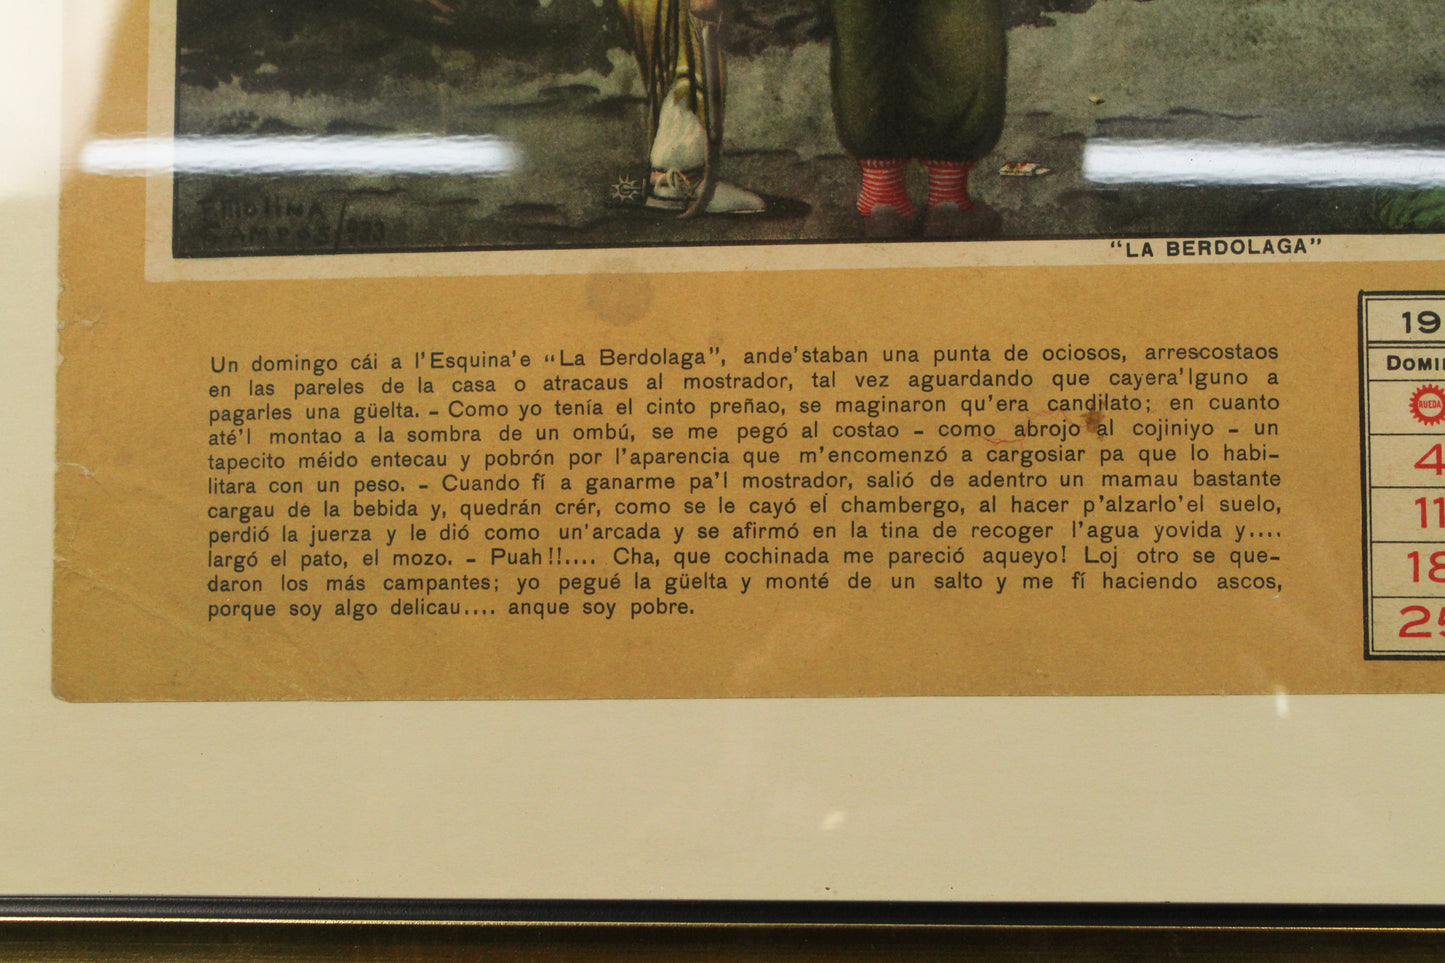 F. MOLINA
CAMPOS/933
"LA BERDOLAGA"
Un domingo cái a l'Esquina'e "La Berdolaga", ande'staban una punta de ociosos, arrescostaos
en las pareles de la casa o atracaus al mostrador, tal vez aguardando que cayera'lguno a
pagarles una güelta. – Como yo tenía el cinto preñao, se maginaron qu'era candilato; en cuanto
até'l montao a la sombra de un ombú, se me pegó al costao – como abrojo al cojiniyo – un
tapecito méido entecau y pobrón por l'aparencia que m'encomenzó a cargosiar pa que lo habi–
litara con un peso. – Cuando fí a ganarme pa'l mostrador, salió de adentro un mamau bastante
cargau de la bebida y, quedrán crér, como se le cayó el chambergo, al hacer p'alzarlo'el suelo,
perdió la juerza y le dió como un'arcada y se afirmó en la tina de recoger l'agua yovida y....
largó el pato, el mozo. – Puah!!.... Cha, que cochinada me pareció aqueyo! Loj otro se que–
daron los más campantes; yo pegué la güelta y monté de un salto y me fí haciendo ascos,
porque soy algo delicau.... anque soy pobre.
19
DOMI
RUEDA
4
11
18
25